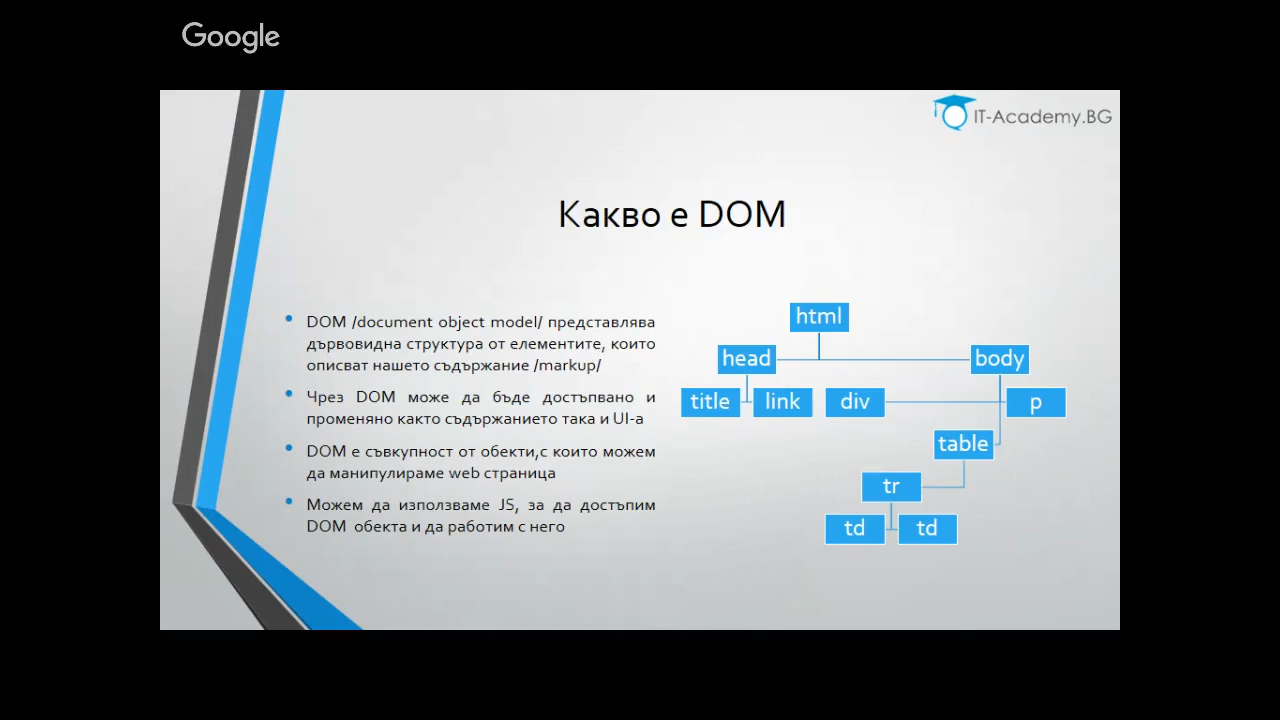 Google
IT-Academy.BG
Какво е DOM
DOM /document object model/ представлява
дървовидна структура от елементите, които
описват нашето съдържание /markup/
Чрез DOM може да бъде достъпвано и
променяно както съдържанието така и UI-а
DOM е съвкупност от обекти,с които можем
да манипулираме web страница
Можем да използваме JS, за да достъпим
DOM обекта и да работим с него
html
head
body
title
link
div
p
table
tr
td
td